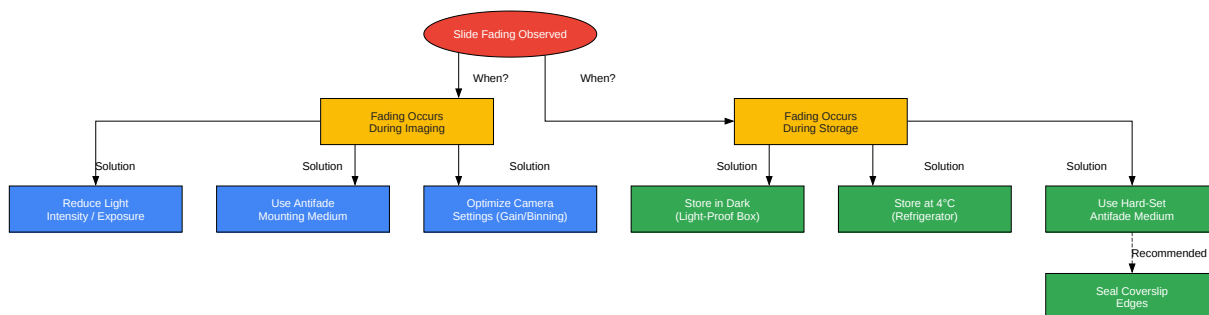 Slide Fading Observed
When?
When?
Fading Occurs
During Imaging
Fading Occurs
During Storage
Solution
Solution
Solution
Solution
Solution
Solution
Reduce Light
Intensity / Exposure
Use Antifade
Mounting Medium
Optimize Camera
Settings (Gain/Binning)
Store in Dark
(Light-Proof Box)
Store at 4°C
(Refrigerator)
Use Hard-Set
Antifade Medium
Recommended
Seal Coverslip
Edges